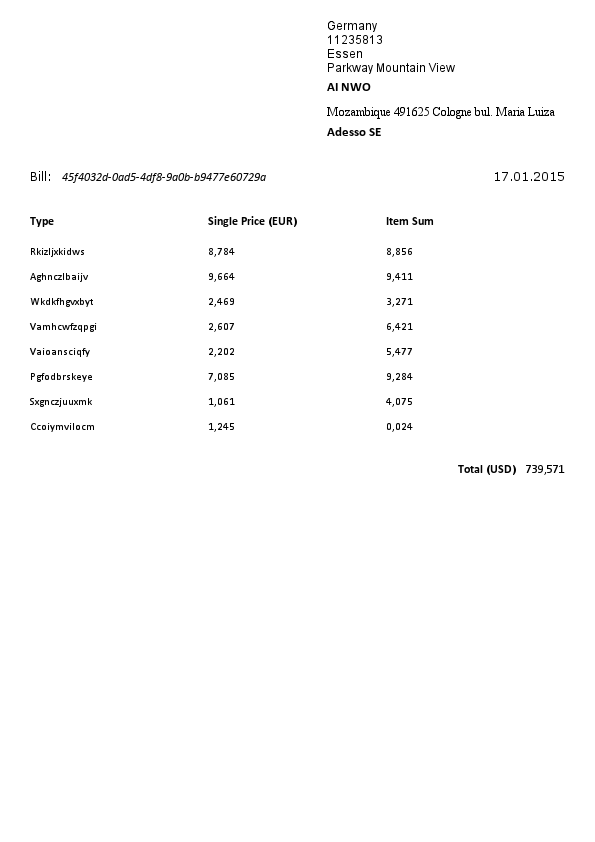 Germany
11235813
Essen
Parkway Mountain View
AI NWO
Mozambique 491625 Cologne bul. Maria Luiza
Adesso SE
Bill: 45f4032d-0ad5-4df8-9a0b-b9477e60729a 17.01.2015
Type Single Price (EUR) Item Sum
Rkizljxkidws 8,784 8,856
Aghnczlbaijv 9,664 9,411
Wkdkfhgvxbyt 2,469 3,271
Vamhcwfzqpgi 2,607 6,421
Vaioansciqfy 2,202 5,477
Pgfodbrskeye 7,085 9,284
Sxgnczjuuxmk 1,061 4,075
Ccoiymvilocm 1,245 0,024
Total (USD) 739,571